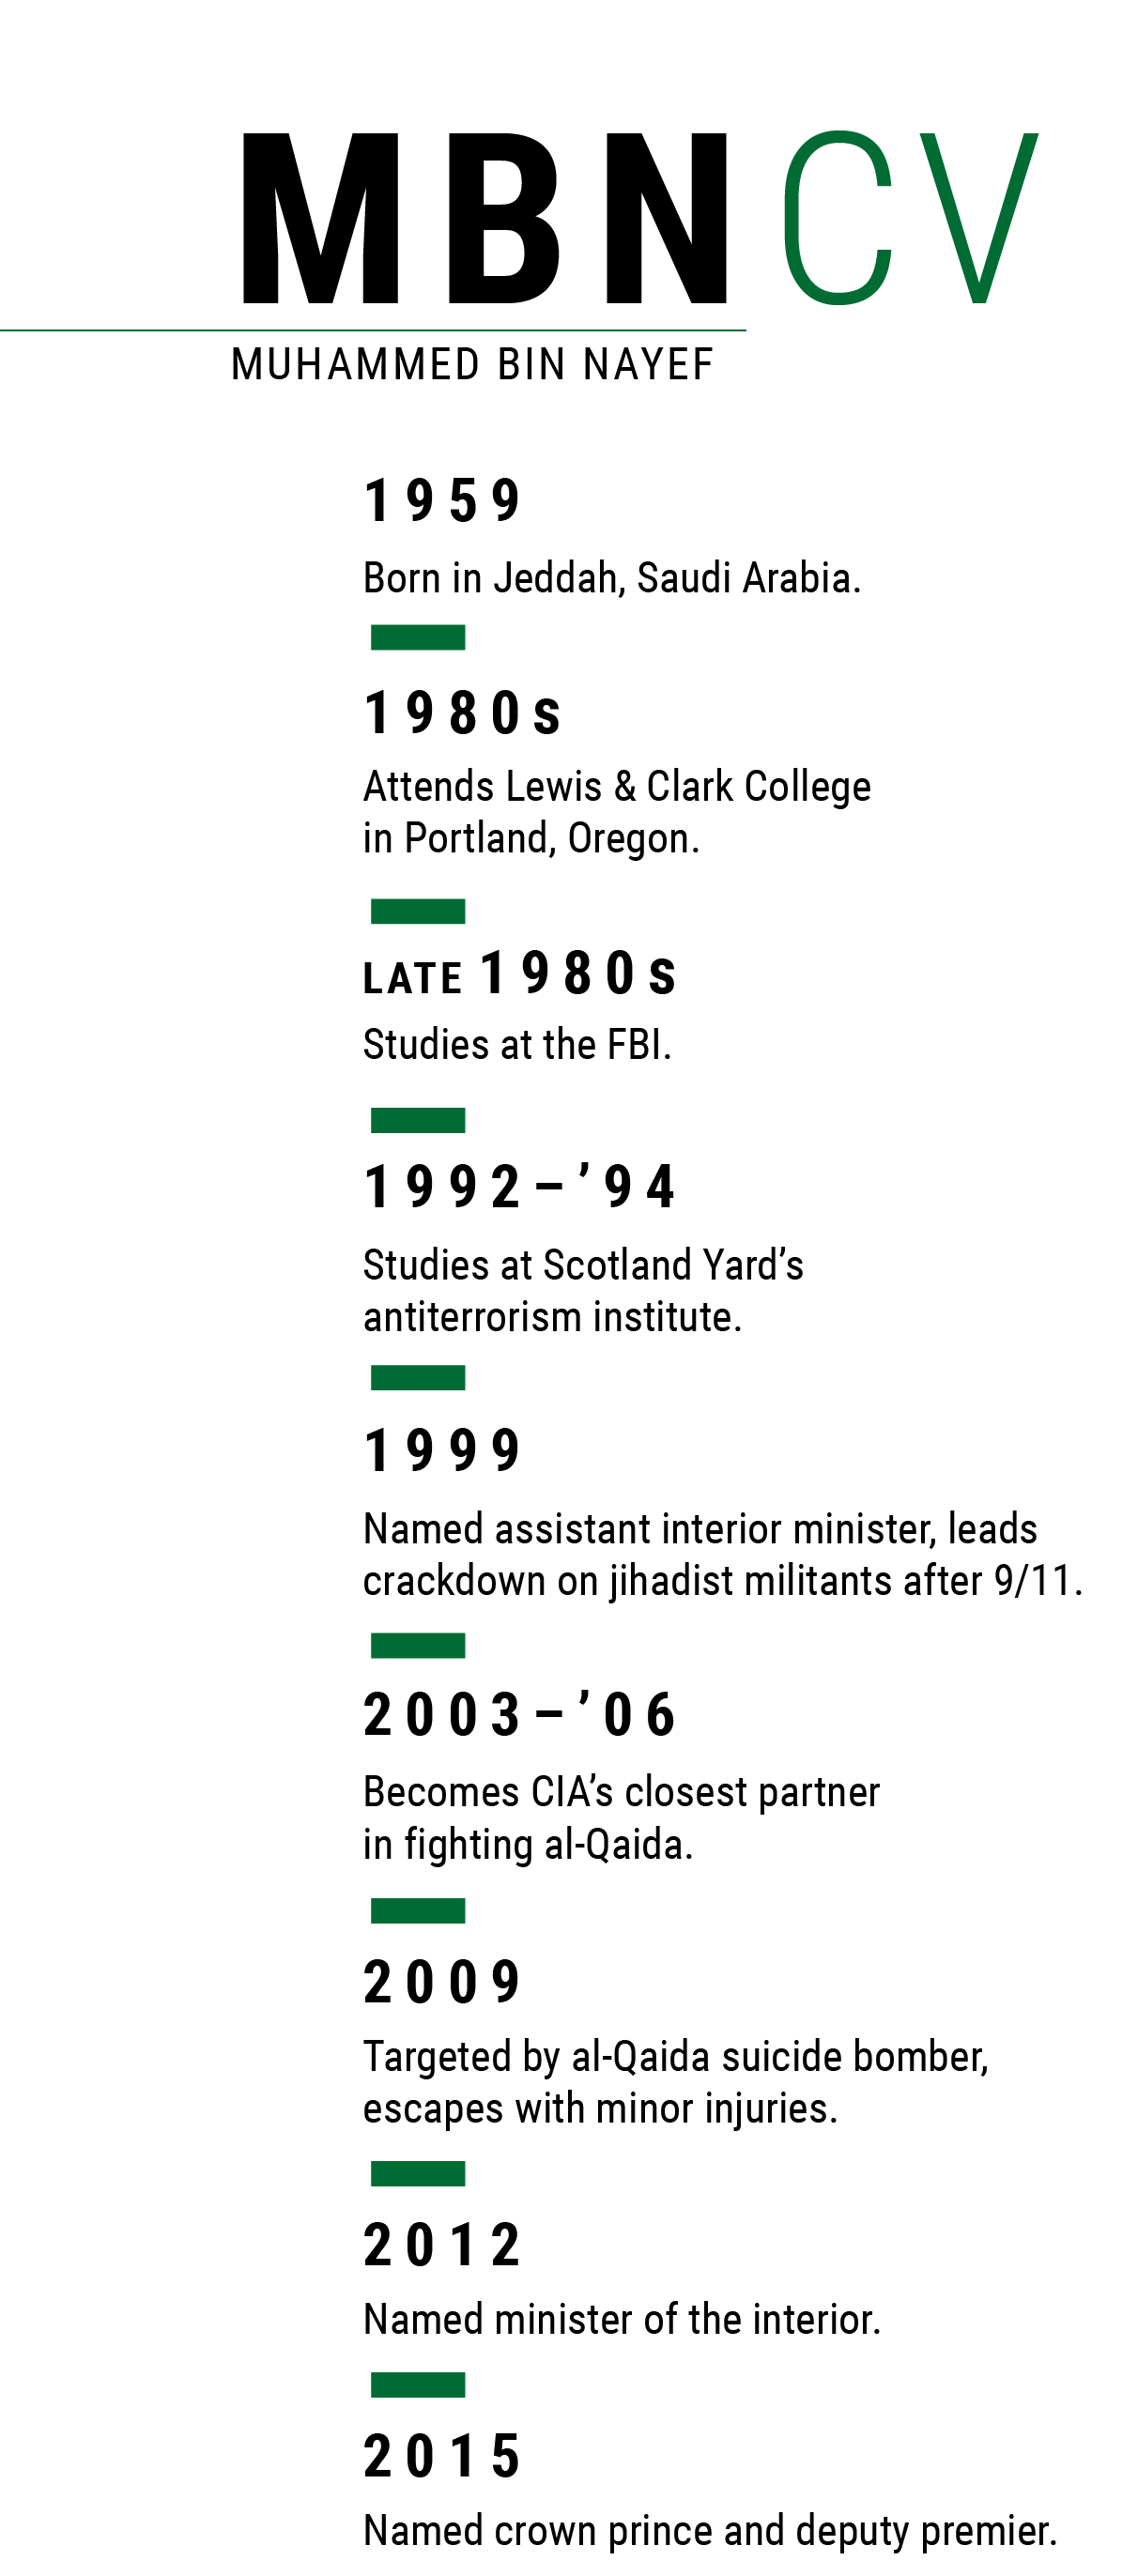 MBN CV
MUHAMMED BIN NAYEF
1959
Born in Jeddah, Saudi Arabia.
1980s
Attends Lewis & Clark College
in Portland, Oregon.
LATE 1980s
Studies at the FBI.
1992–’94
Studies at Scotland Yard’s
antiterrorism institute.
1999
Named assistant interior minister, leads
crackdown on jihadist militants after 9/11.
2003–’06
Becomes CIA’s closest partner
in fighting al-Qaida.
2009
Targeted by al-Qaida suicide bomber,
escapes with minor injuries.
2012
Named minister of the interior.
2015
Named crown prince and deputy premier.